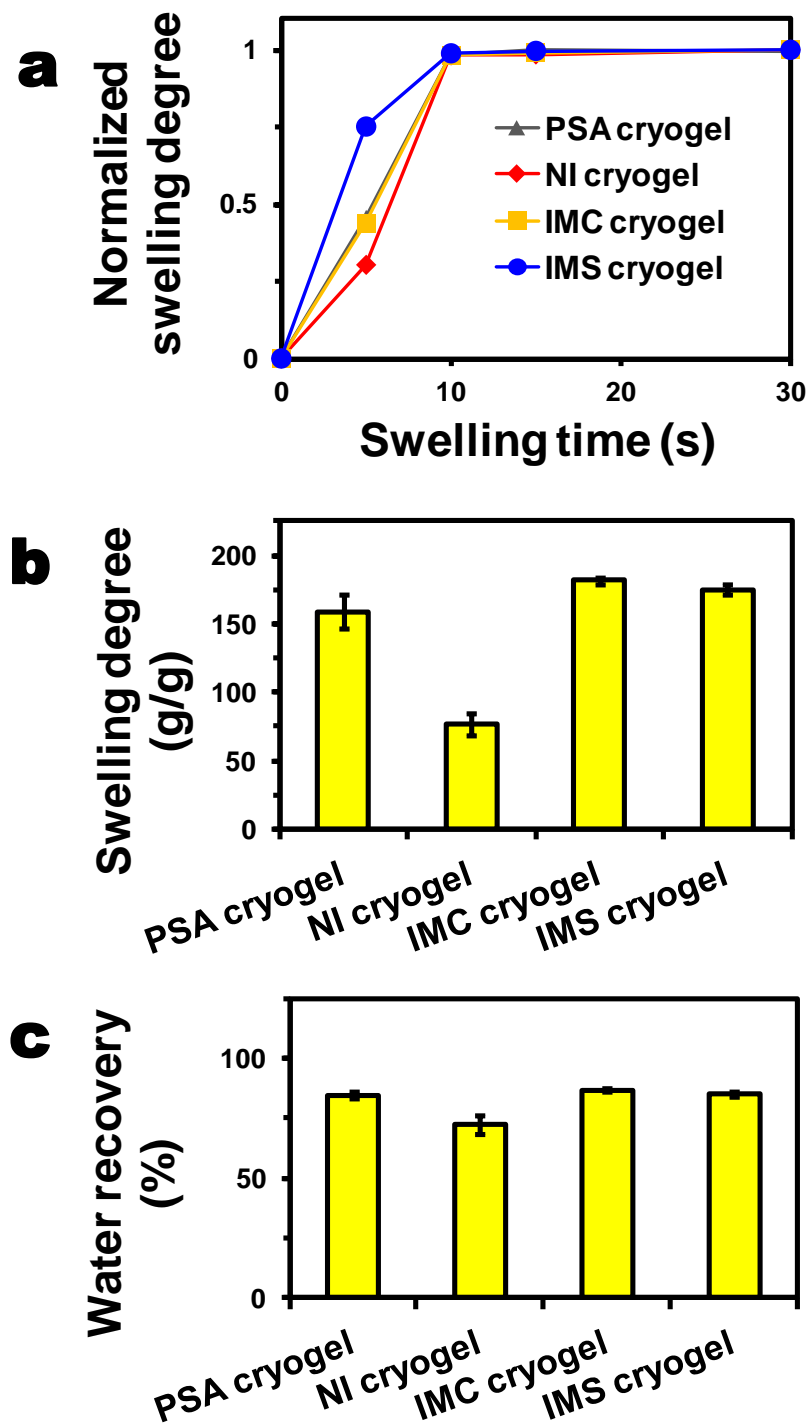 a
Normalized
swelling degree
1
0.5
0
PSA cryogel
NI cryogel
IMC cryogel
IMS cryogel
0 10 20 30
Swelling time (s)
b
Swelling degree
(g/g)
200
150
100
50
0
PSA cryogel
NI cryogel
IMC cryogel
IMS cryogel
c
Water recovery
(%)
100
50
0
PSA cryogel
NI cryogel
IMC cryogel
IMS cryogel